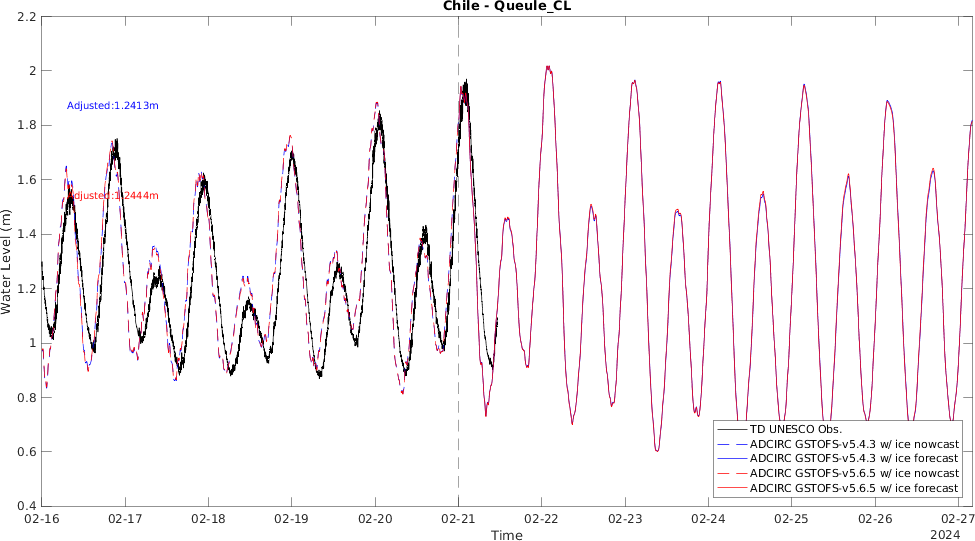 Chile - Queule_CL
2.2
2
1.8
1.6
1.4
1.2
1
0.8
0.6
0.4
Water Level (m)
Adjusted:1.2413m
Adjusted:1.2444m
TD UNESCO Obs.
ADCIRC GSTOFS-v5.4.3 w/ ice nowcast
ADCIRC GSTOFS-v5.4.3 w/ ice forecast
ADCIRC GSTOFS-v5.6.5 w/ ice nowcast
ADCIRC GSTOFS-v5.6.5 w/ ice forecast
02-16 02-17 02-18 02-19 02-20 02-21 02-22 02-23 02-24 02-25 02-26 02-27
Time
2024